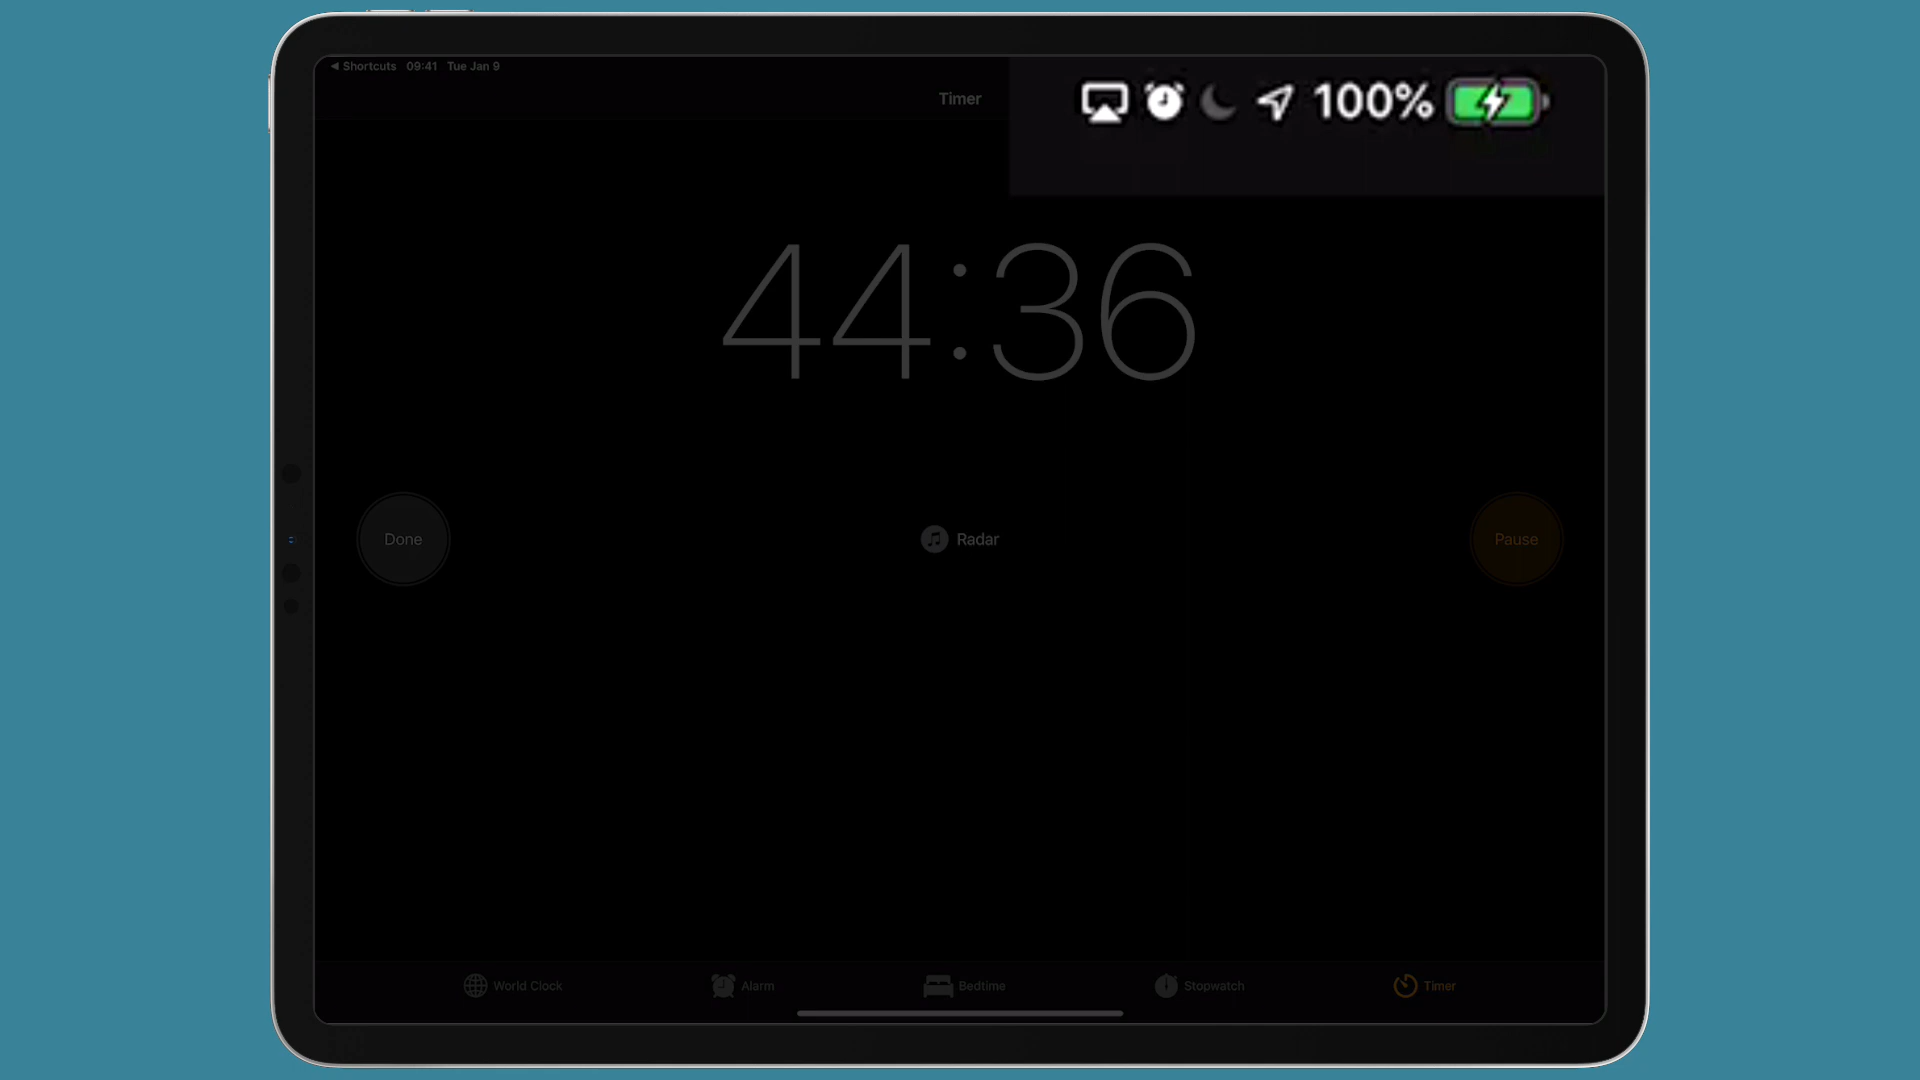 ◀ Shortcuts 09:41 Tue Jan 9
100%
Timer
44:36
Done
Radar
Pause
World Clock
Alarm
Bedtime
Stopwatch
Timer